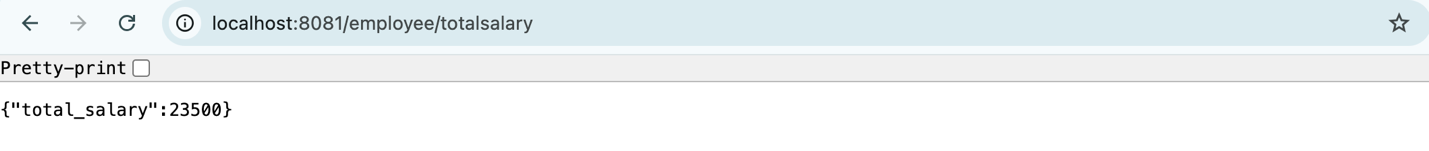 localhost:8081/employee/totalsalary
Pretty-print
{"total_salary":23500}